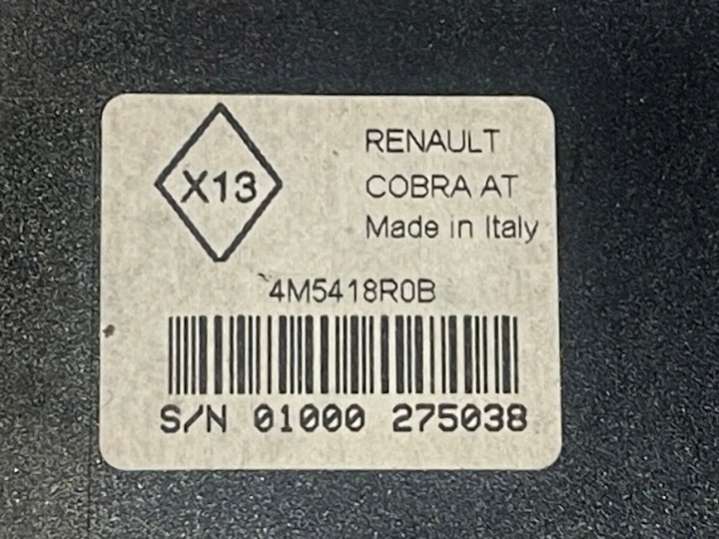 X13
RENAULT
COBRA AT
Made in Italy
4M5418R0B
S/N 01000 275038